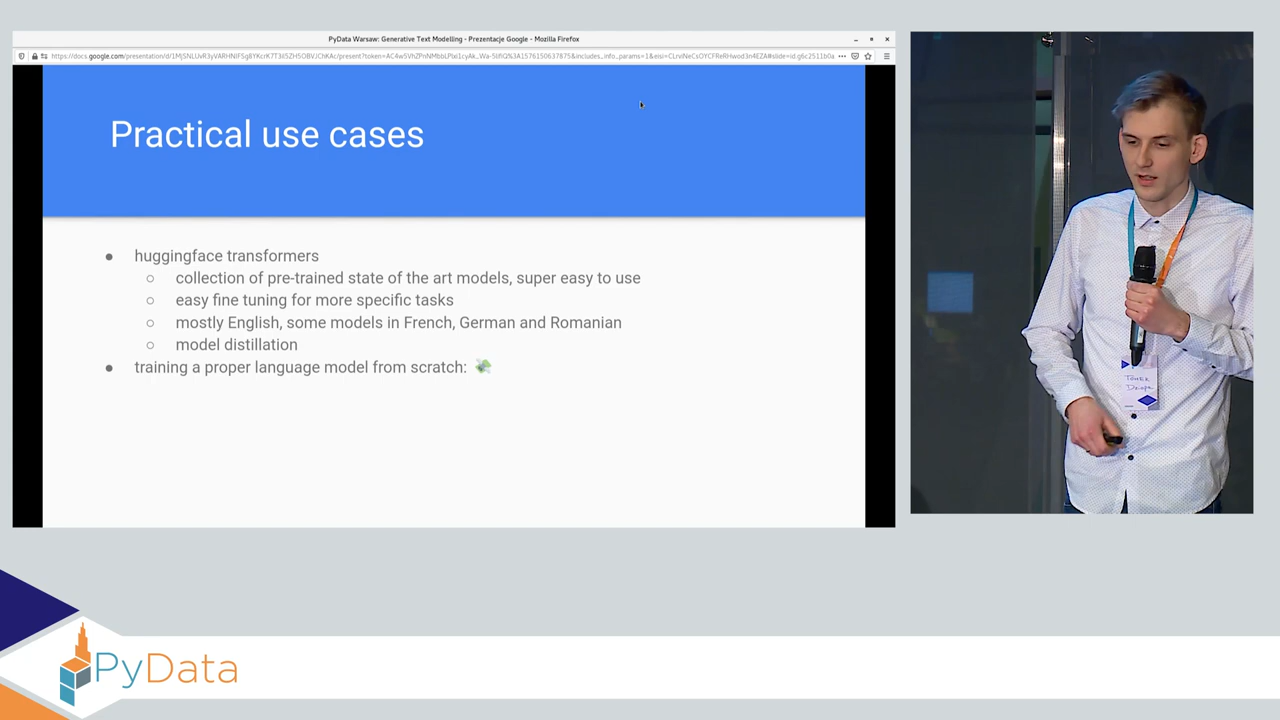 PyData Warsaw: Generative Text Modelling - Prezentacje Google - Mozilla Firefox
Practical use cases
huggingface transformers
collection of pre-trained state of the art models, super easy to use
easy fine tuning for more specific tasks
mostly English, some models in French, German and Romanian
model distillation
training a proper language model from scratch: 💸
TOMEK
PyData